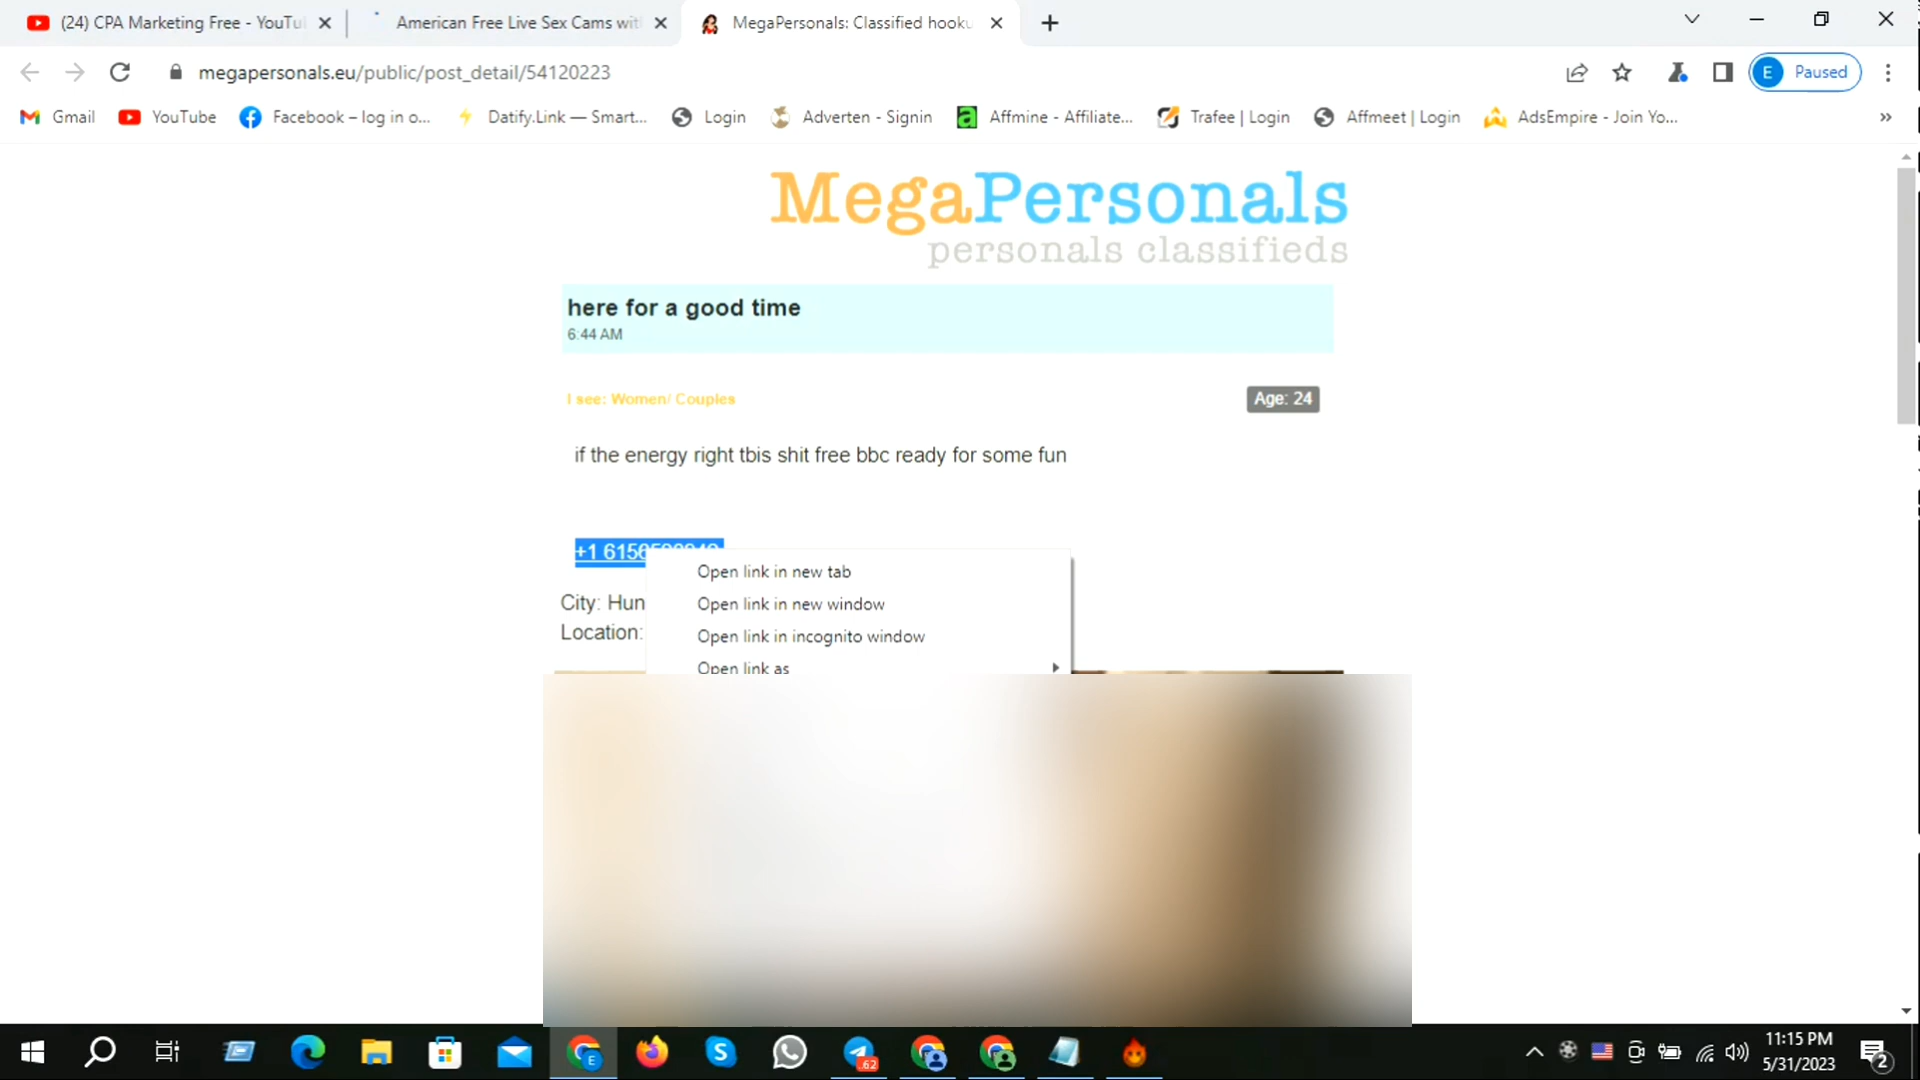 (24) CPA Marketing Free - YouTu
American Free Live Sex Cams wit
MegaPersonals: Classified hooku
megapersonals.eu/public/post_detail/54120223
E Paused
Gmail
YouTube
Facebook – log in o...
Datify.Link — Smart...
Login
Adverten - Signin
Affmine - Affiliate...
Trafee | Login
Affmeet | Login
AdsEmpire - Join Yo...
»
MegaPersonals
personals classifieds
here for a good time
6:44 AM
I see: Women/ Couples
Age: 24
if the energy right tbis shit free bbc ready for some fun
+1 6156
Open link in new tab
City: Hun
Open link in new window
Location:
Open link in incognito window
Open link as
62
11:15 PM
5/31/2023
2